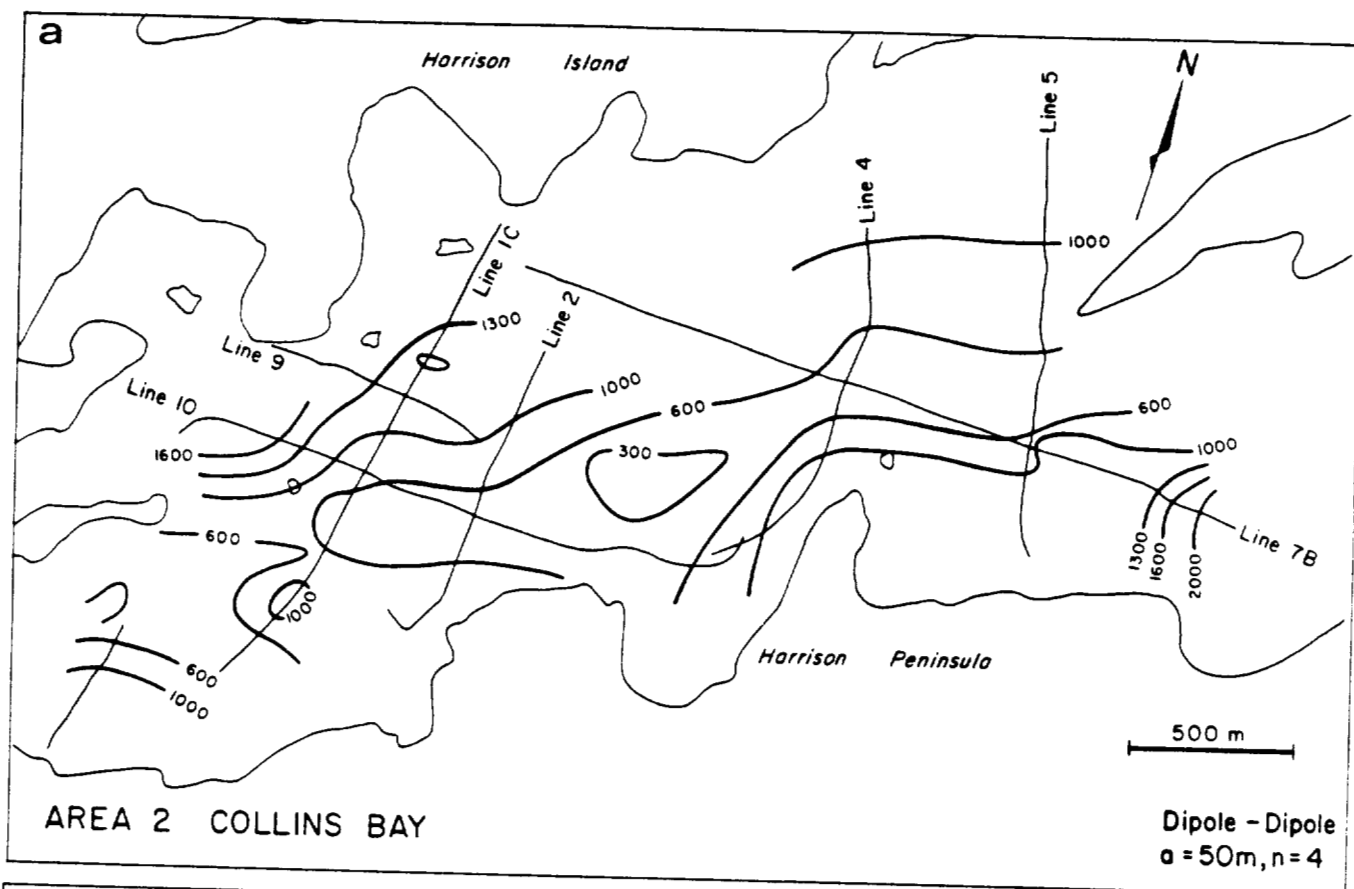 a
Harrison Island
N
Line 5
Line 4
Line 1C
Line 2
1000
1300
Line 9
Line 10
1000
600
600
1600
300
1000
600
1000
1300
1600
2000
Line 7B
600
1000
Harrison Peninsula
500 m
AREA 2 COLLINS BAY
Dipole - Dipole
a = 50m, n = 4